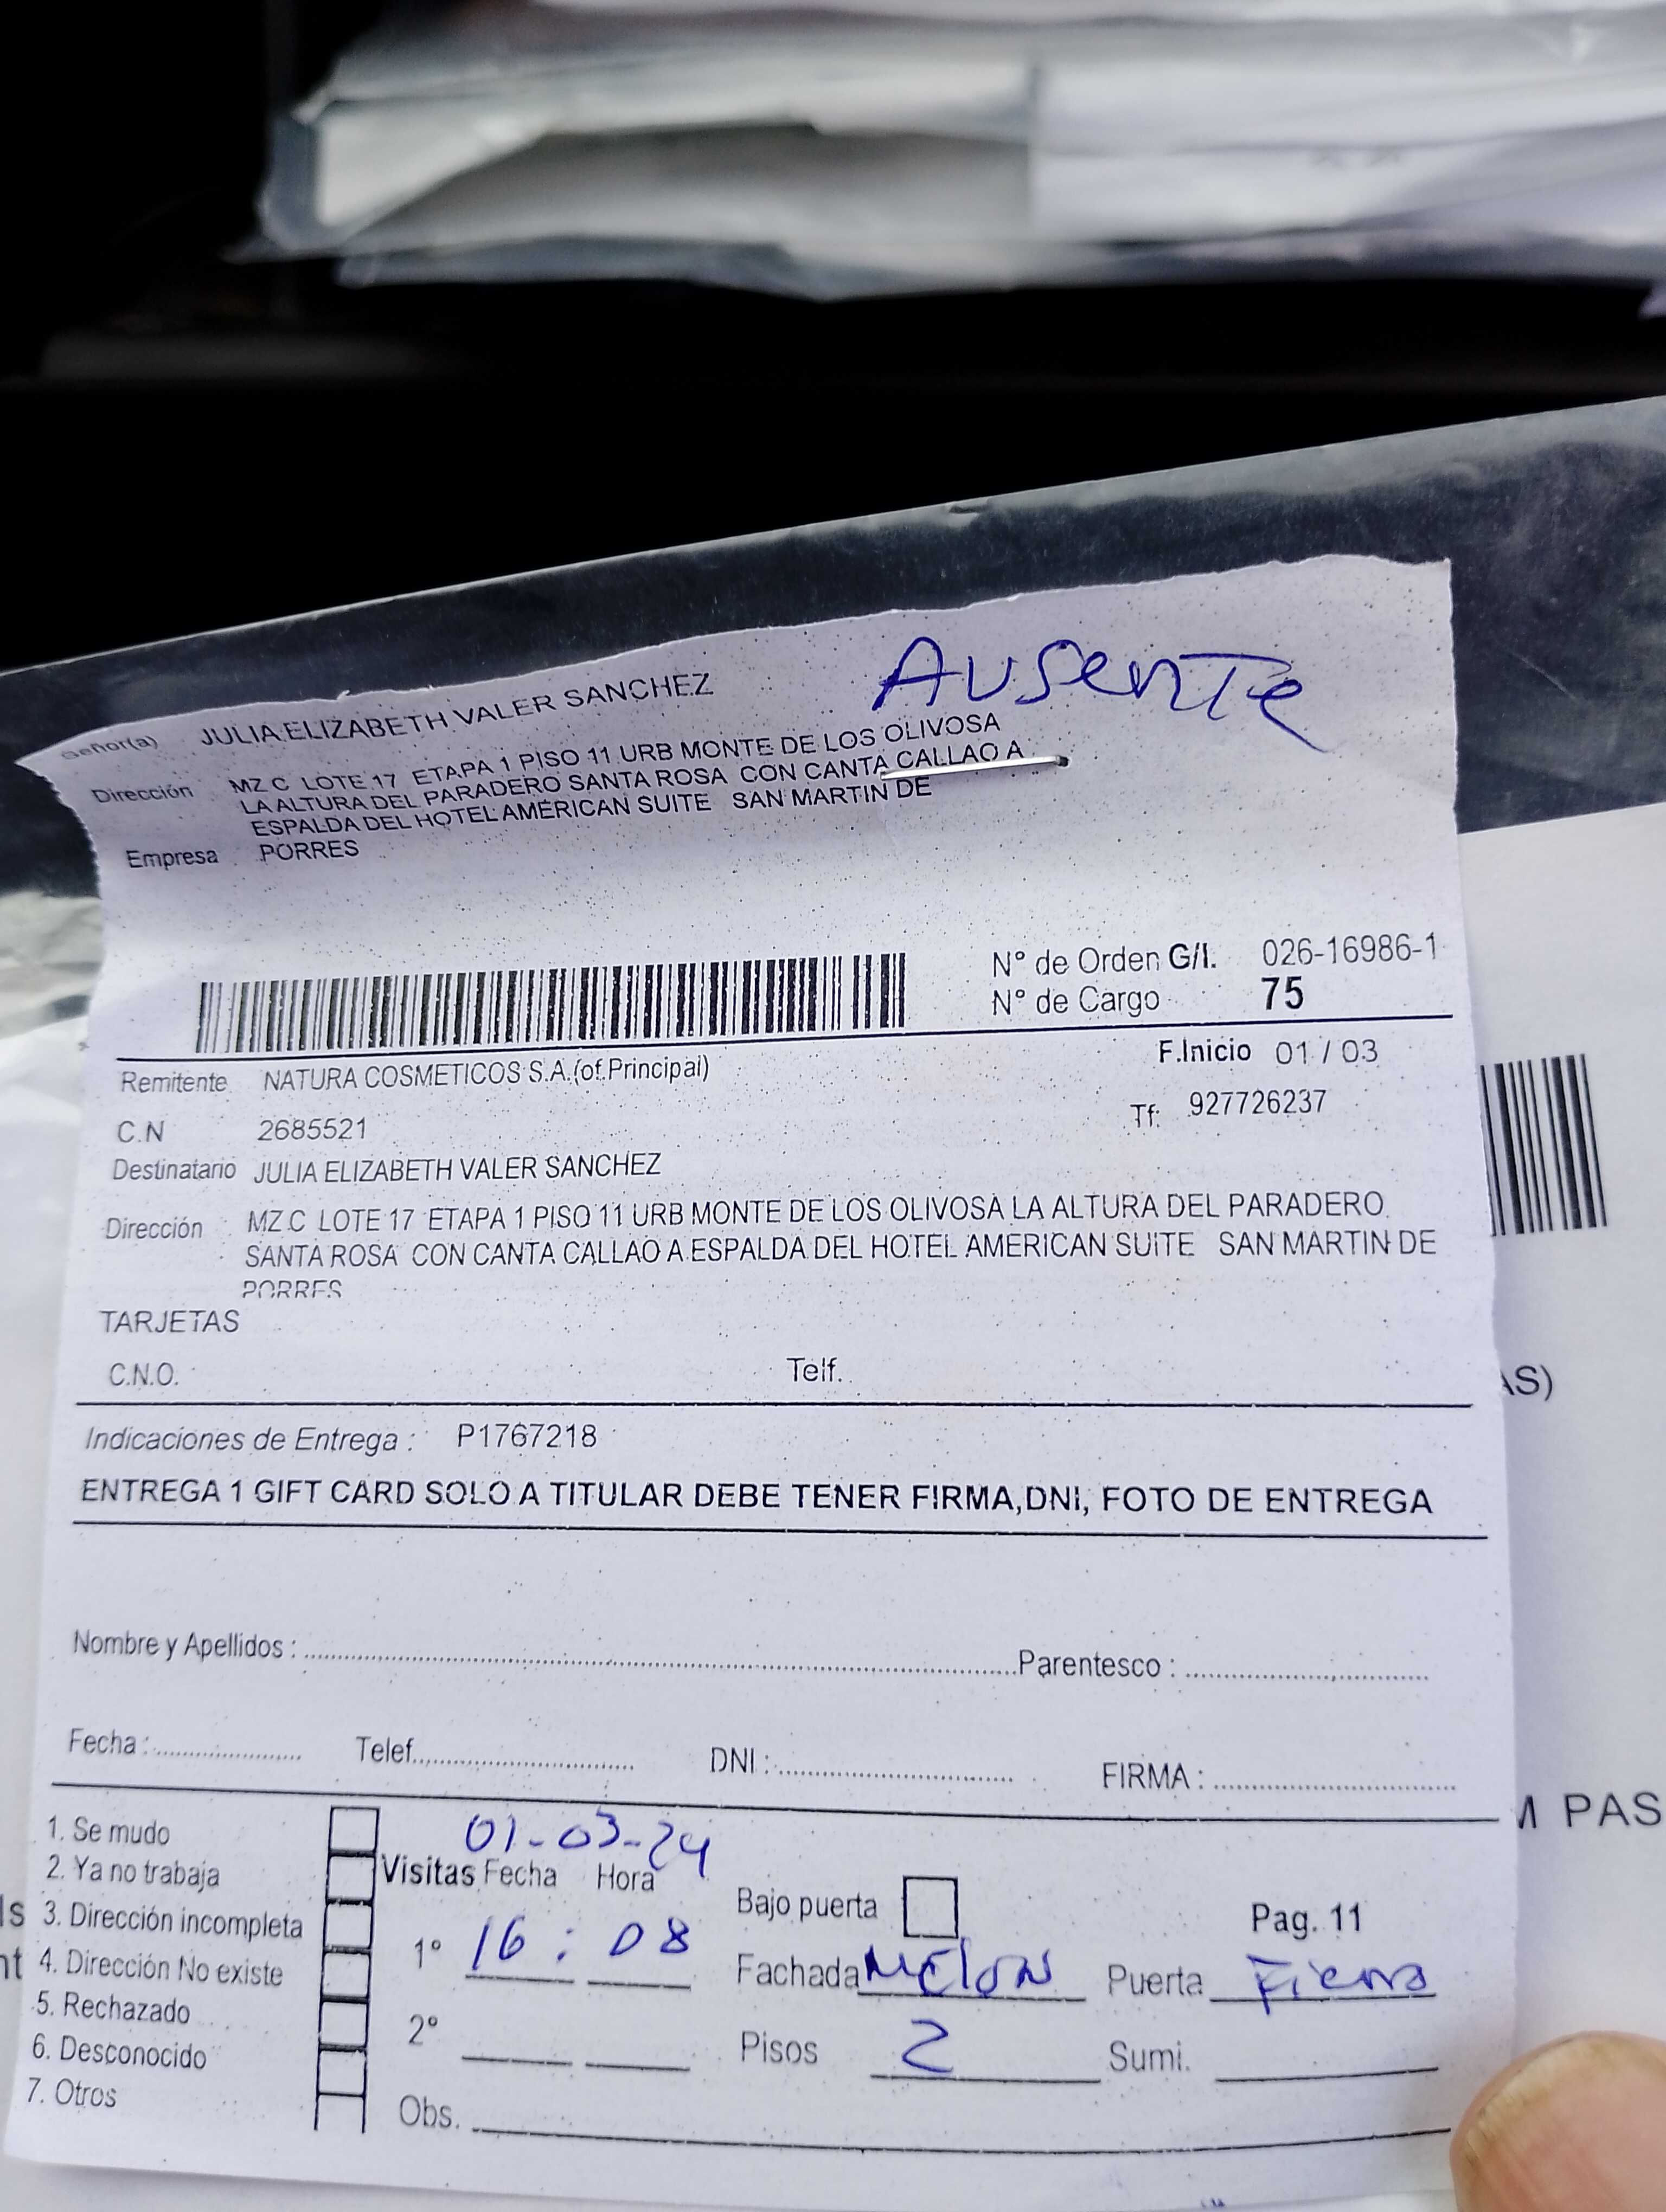 Ausente
Señor(a) JULIA ELIZABETH VALER SANCHEZ
Dirección MZ C LOTE 17 ETAPA 1 PISO 11 URB MONTE DE LOS OLIVOSA
LA ALTURA DEL PARADERO SANTA ROSA CON CANTA CALLAO A
ESPALDA DEL HOTEL AMERICAN SUITE SAN MARTIN DE
PORRES
Empresa
N° de Orden G/I. 026-16986-1
N° de Cargo 75
F.Inicio 01 / 03
Remitente NATURA COSMETICOS S.A.(of.Principal)
Tf: 927726237
C.N 2685521
Destinatario JULIA ELIZABETH VALER SANCHEZ
Dirección MZ C LOTE 17 ETAPA 1 PISO 11 URB MONTE DE LOS OLIVOSA LA ALTURA DEL PARADERO
SANTA ROSA CON CANTA CALLAO A ESPALDA DEL HOTEL AMERICAN SUITE SAN MARTIN DE
PORRES
TARJETAS
C.N.O. Telf.
AS)
Indicaciones de Entrega : P1767218
ENTREGA 1 GIFT CARD SOLO A TITULAR DEBE TENER FIRMA,DNI, FOTO DE ENTREGA
Nombre y Apellidos : Parentesco :
Fecha : Telef. DNI : FIRMA :
M PAS
1. Se mudo
2. Ya no trabaja
3. Dirección incompleta
4. Dirección No existe
5. Rechazado
6. Desconocido
7. Otros
01-03-24
Visitas Fecha Hora
1° 16 : 08
2°
Obs.
Bajo puerta Pag. 11
Fachada Melon Puerta Fierro
Pisos 2 Sumi.